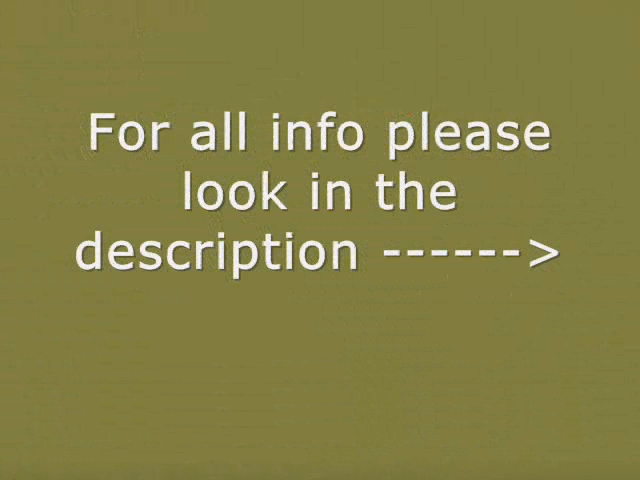 For all info please
look in the
description ------>